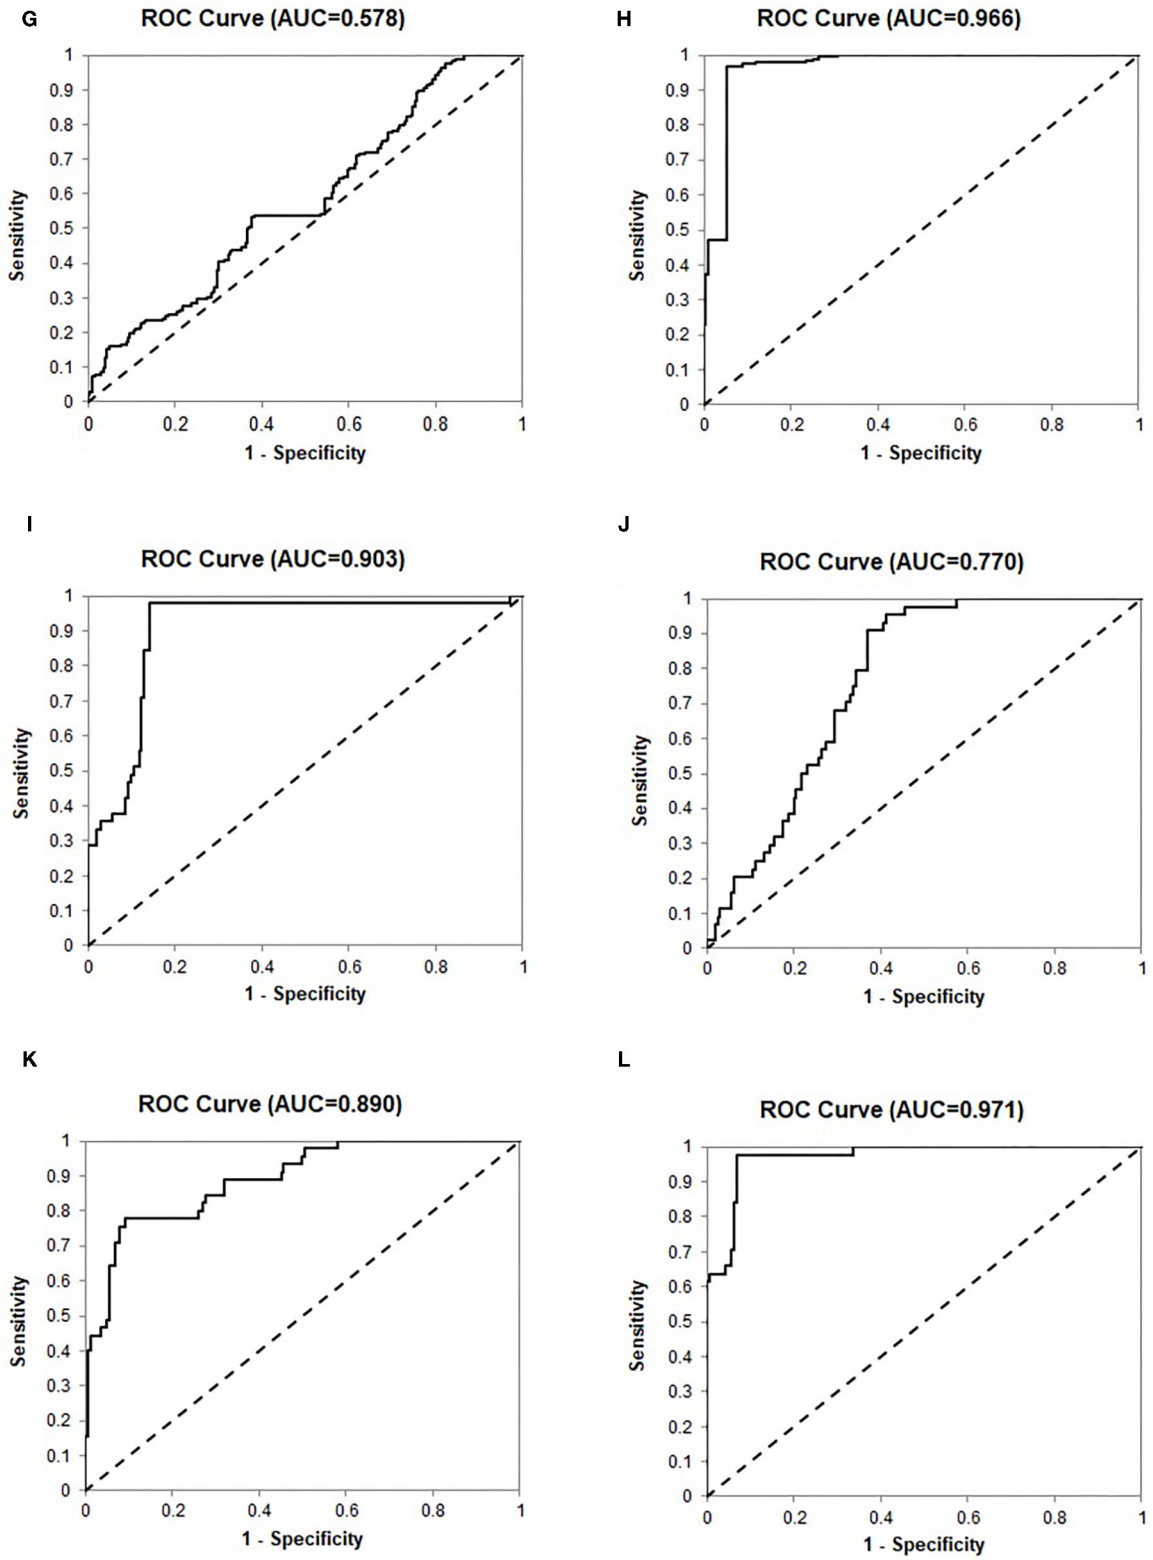 G
ROC Curve (AUC=0.578)
1
0.9
0.8
0.7
0.6
0.5
0.4
0.3
0.2
0.1
0
Sensitivity
0 0.2 0.4 0.6 0.8 1
1 - Specificity
H
ROC Curve (AUC=0.966)
1
0.9
0.8
0.7
0.6
0.5
0.4
0.3
0.2
0.1
0
Sensitivity
0 0.2 0.4 0.6 0.8 1
1 - Specificity
I
ROC Curve (AUC=0.903)
1
0.9
0.8
0.7
0.6
0.5
0.4
0.3
0.2
0.1
0
Sensitivity
0 0.2 0.4 0.6 0.8 1
1 - Specificity
J
ROC Curve (AUC=0.770)
1
0.9
0.8
0.7
0.6
0.5
0.4
0.3
0.2
0.1
0
Sensitivity
0 0.2 0.4 0.6 0.8 1
1 - Specificity
K
ROC Curve (AUC=0.890)
1
0.9
0.8
0.7
0.6
0.5
0.4
0.3
0.2
0.1
0
Sensitivity
0 0.2 0.4 0.6 0.8 1
1 - Specificity
L
ROC Curve (AUC=0.971)
1
0.9
0.8
0.7
0.6
0.5
0.4
0.3
0.2
0.1
0
Sensitivity
0 0.2 0.4 0.6 0.8 1
1 - Specificity